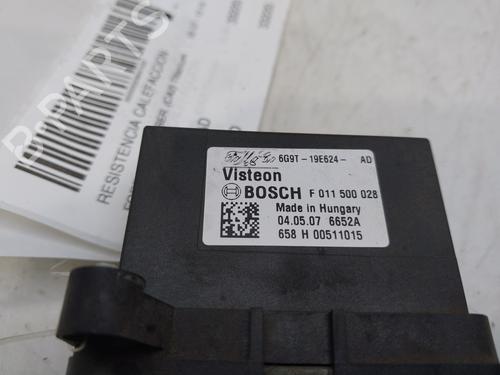 6G9T-19E624- AD
Visteon
BOSCH F 011 500 028
Made in Hungary
04.05.07 6652A
658 H 00511015
RESISTENCIA CALEFACCION
B-PARTS